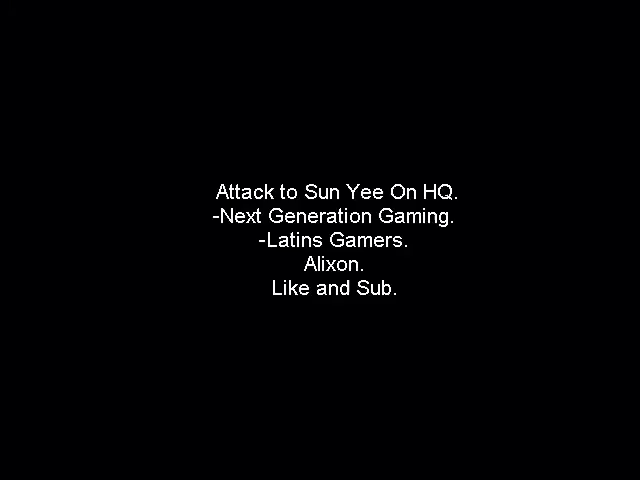 Attack to Sun Yee On HQ.
-Next Generation Gaming.
-Latins Gamers.
Alixon.
Like and Sub.